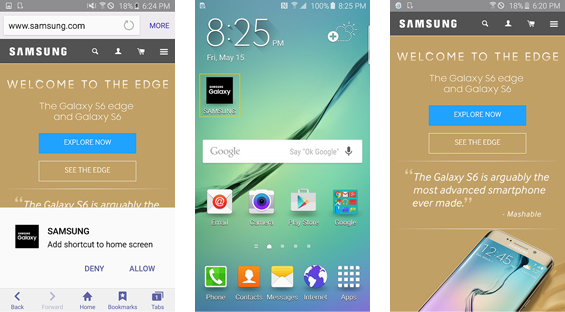 18% 6:24 PM
www.samsung.com
MORE
SAMSUNG
WELCOME TO THE EDGE
The Galaxy S6 edge
and Galaxy S6
EXPLORE NOW
SEE THE EDGE
“The Galaxy S6 is arguably the
SAMSUNG
Galaxy
SAMSUNG
Add shortcut to home screen
DENY
ALLOW
Back
Forward
Home
Bookmarks
1
Tabs
100% 8:25 PM
8:25 PM
Fri, May 15
SAMSUNG
Galaxy
SAMSUNG
Google
Say "Ok Google"
Email
Camera
Play Store
Google
Phone
Contacts
Messages
Internet
Apps
18% 6:20 PM
SAMSUNG
WELCOME TO THE EDGE
The Galaxy S6 edge
and Galaxy S6
EXPLORE NOW
SEE THE EDGE
“The Galaxy S6 is arguably the
most advanced smartphone
ever made.”
- Mashable